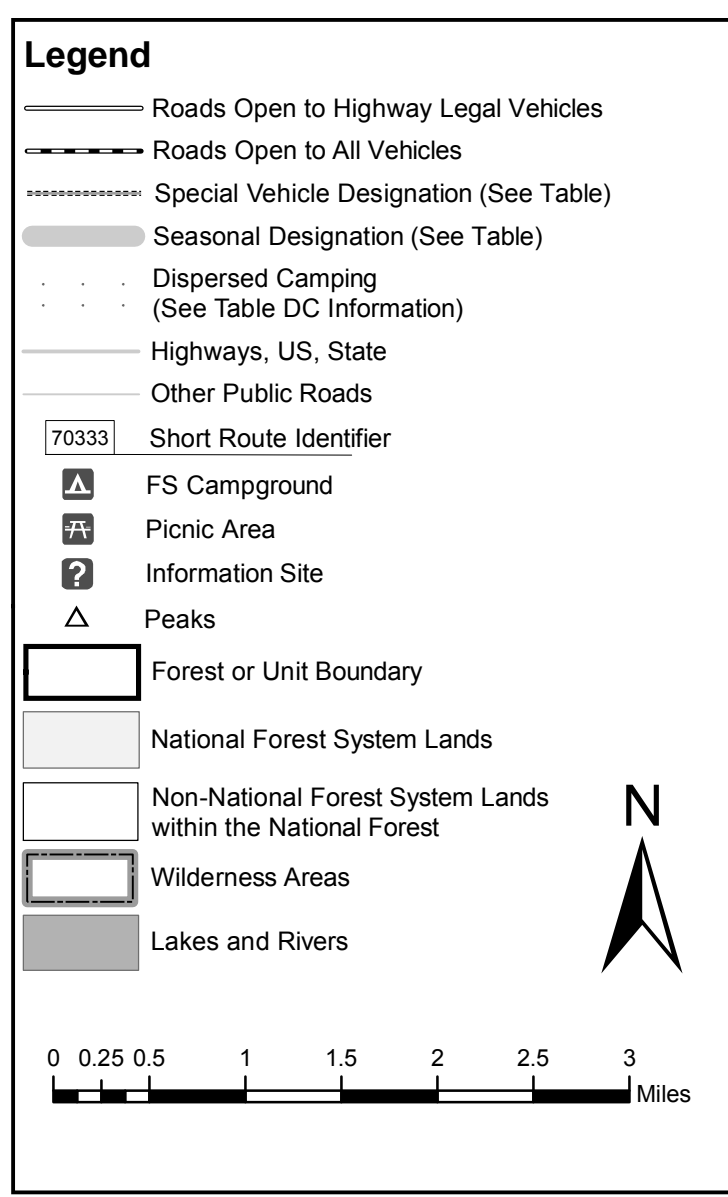 Legend
Roads Open to Highway Legal Vehicles
Roads Open to All Vehicles
Special Vehicle Designation (See Table)
Seasonal Designation (See Table)
Dispersed Camping
(See Table DC Information)
Highways, US, State
Other Public Roads
70333 Short Route Identifier
FS Campground
Picnic Area
? Information Site
Peaks
Forest or Unit Boundary
National Forest System Lands
Non-National Forest System Lands
within the National Forest
N
Wilderness Areas
Lakes and Rivers
0 0.25 0.5 1 1.5 2 2.5 3
Miles